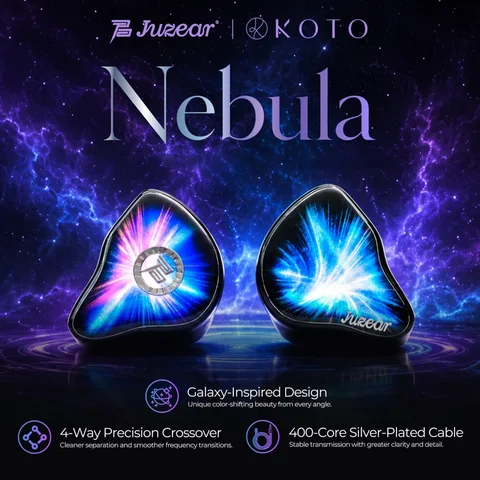 Juzear® | KOTO
Nebula
Juzear
Galaxy-Inspired Design
Unique color-shifting beauty from every angle.
4-Way Precision Crossover
Cleaner separation and smoother frequency transitions.
400-Core Silver-Plated Cable
Stable transmission with greater clarity and detail.